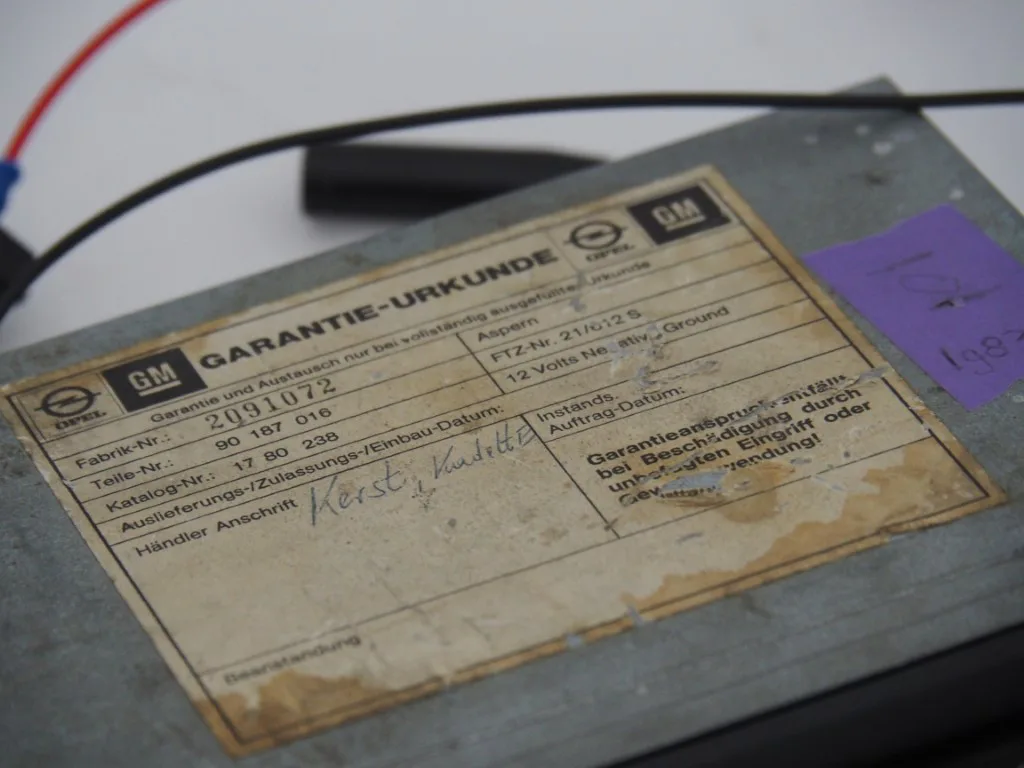 GARANTIE-URKUNDE
OPEL
GM
OPEL
GM
Garantie und Austausch nur bei vollständig ausgefüllter Urkunde
Fabrik-Nr.: 2091072
Aspern
Teile-Nr.: 90 187 016
FTZ-Nr. 21/612 S
Katalog-Nr.: 17 80 238
12 Volts Negativ Ground
Auslieferungs-/Zulassungs-/Einbau-Datum:
Instands.
Auftrag-Datum:
Händler Anschrift Kerst,
Garantieanspruch entfällt
bei Beschädigung durch
unbefugten Eingriff oder
Gewaltanwendung!
Beanstandung
198